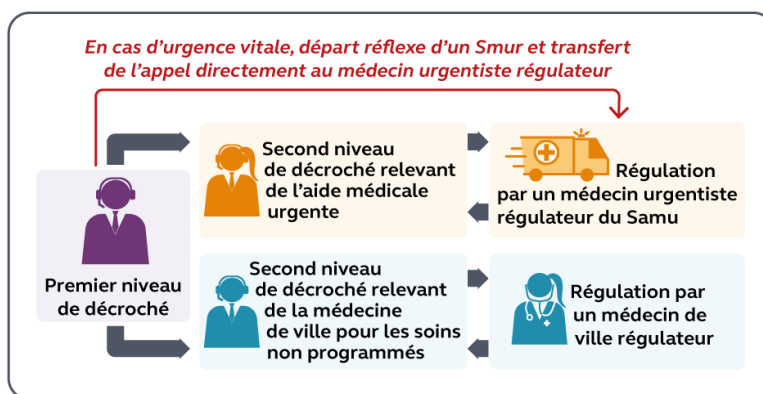 En cas d’urgence vitale, départ réflexe d’un Smur et transfert
de l’appel directement au médecin urgentiste régulateur
Premier niveau
de décroché
Second niveau
de décroché relevant
de l’aide médicale
urgente
Régulation
par un médecin urgentiste
régulateur du Samu
Second niveau
de décroché relevant
de la médecine
de ville pour les soins
non programmés
Régulation par
un médecin de
ville régulateur